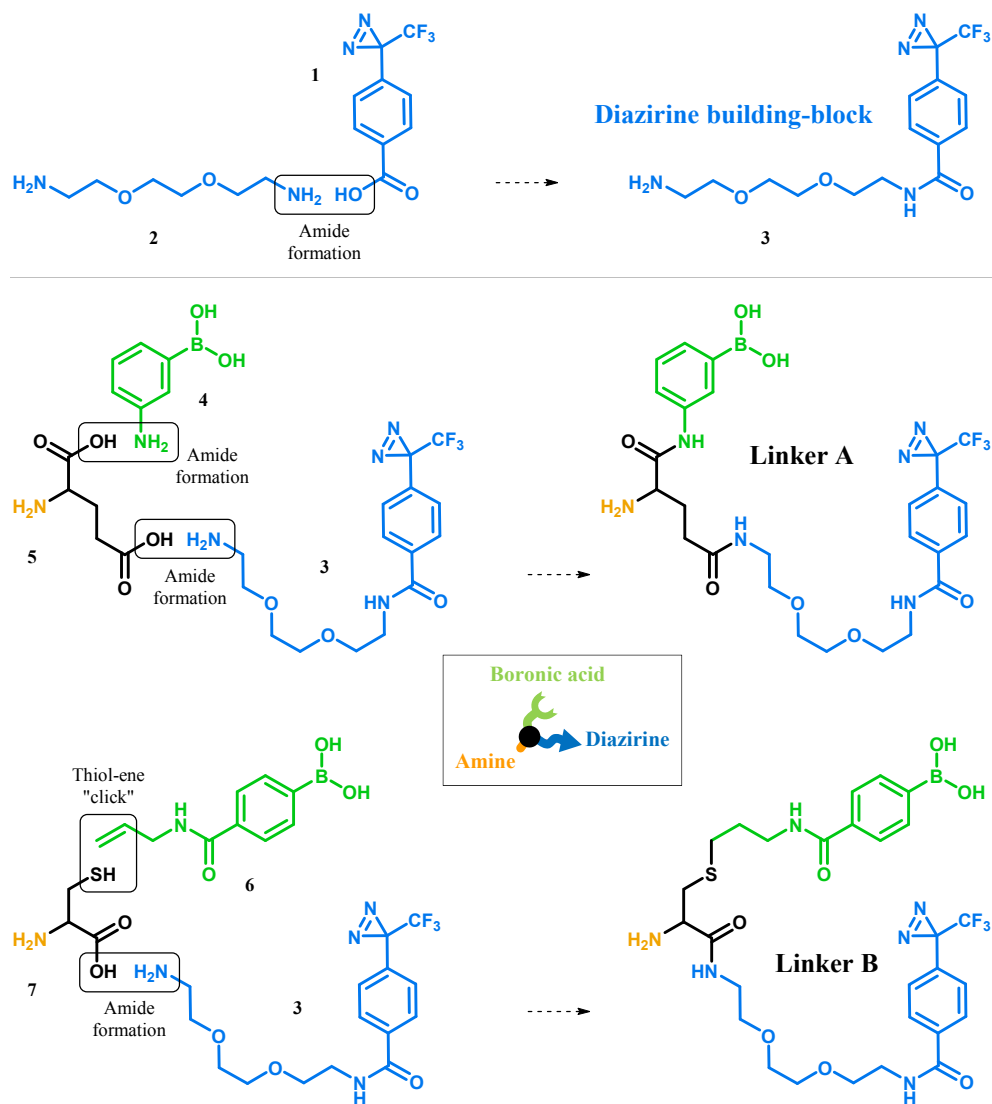 N
N
CF₃
1
H₂N
O
O
NH₂
HO
O
Amide
formation
2
Diazirine building-block
N
N
CF₃
H₂N
O
O
N
H
O
3
OH
B
OH
4
O
OH
NH₂
Amide
formation
H₂N
5
O
OH
H₂N
Amide
formation
3
N
N
CF₃
O
O
HN
O
OH
B
OH
O
NH
Linker A
H₂N
H
N
O
N
N
CF₃
O
O
HN
O
Boronic acid
Amine
Diazirine
Thiol-ene
"click"
H
N
O
OH
B
OH
6
SH
H₂N
O
OH
7
H₂N
Amide
formation
3
N
N
CF₃
O
O
N
H
O
OH
B
OH
H
N
O
S
H₂N
O
N
H
Linker B
N
N
CF₃
O
O
N
H
O